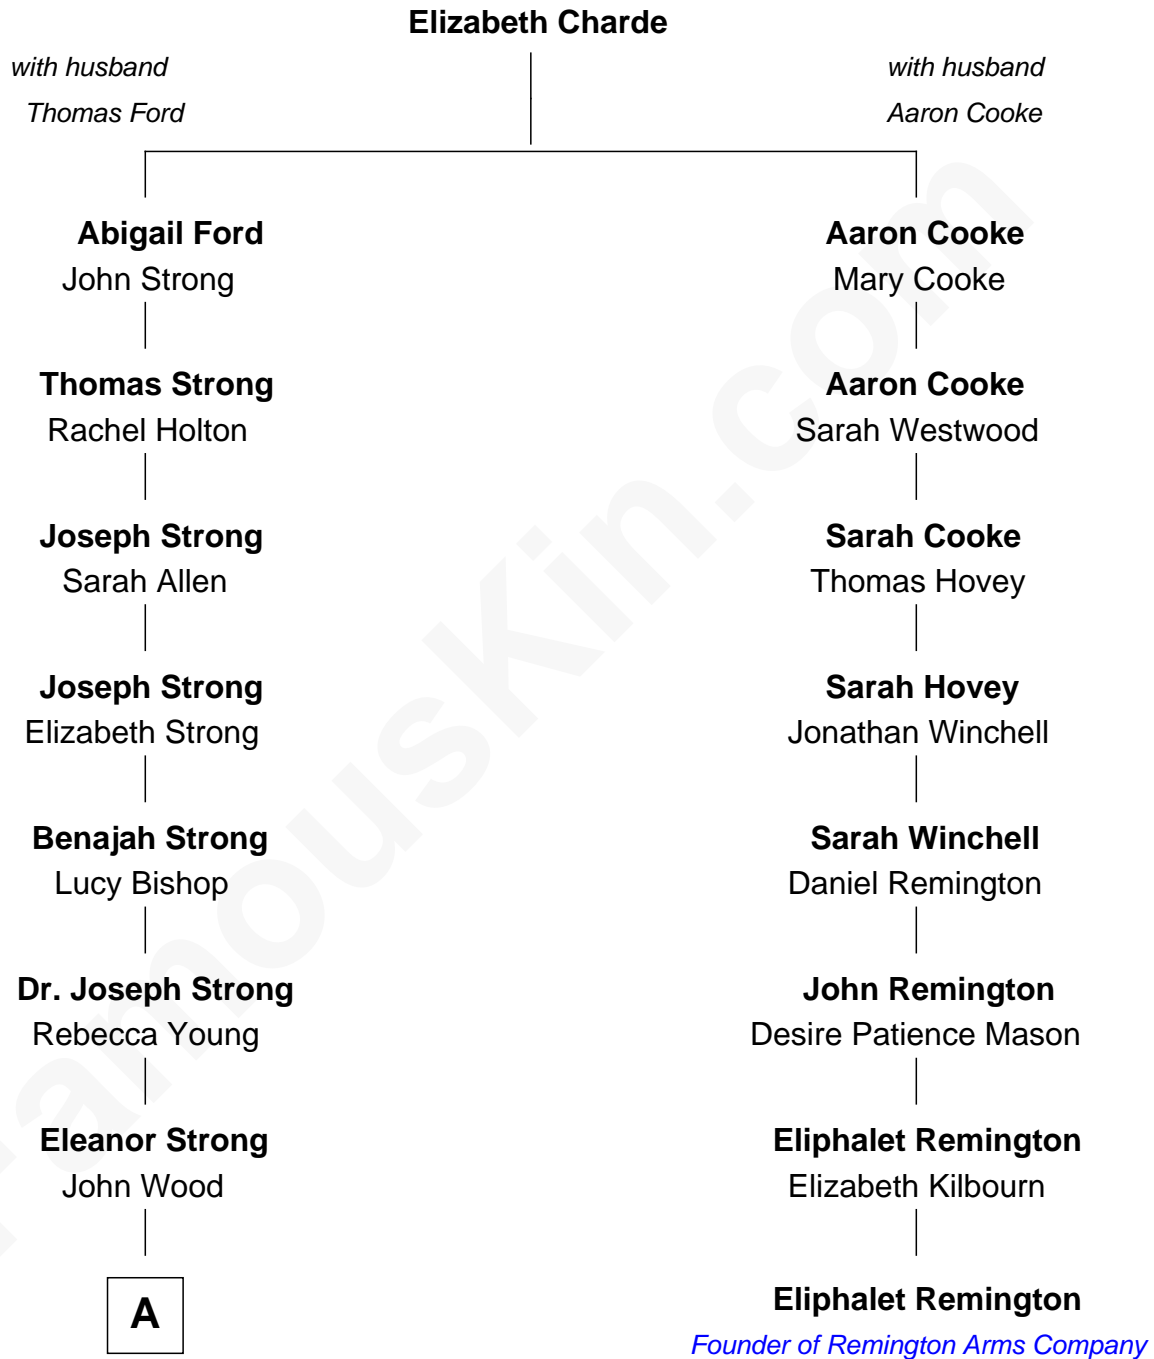 Elizabeth Charde
with husband
Thomas Ford
with husband
Aaron Cooke
Abigail Ford
John Strong
Thomas Strong
Rachel Holton
Joseph Strong
Sarah Allen
Joseph Strong
Elizabeth Strong
Benajah Strong
Lucy Bishop
Dr. Joseph Strong
Rebecca Young
Eleanor Strong
John Wood
A
Aaron Cooke
Mary Cooke
Aaron Cooke
Sarah Westwood
Sarah Cooke
Thomas Hovey
Sarah Hovey
Jonathan Winchell
Sarah Winchell
Daniel Remington
John Remington
Desire Patience Mason
Eliphalet Remington
Elizabeth Kilbourn
Eliphalet Remington
Founder of Remington Arms Company
FamousKin.com